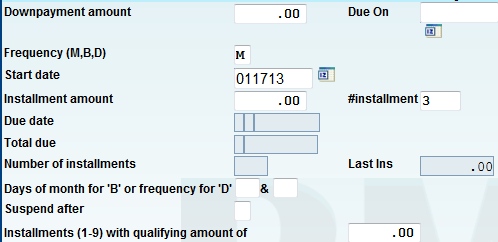 Downpayment amount .00 Due On
Frequency (M,B,D) M
Start date 011713
Installment amount .00 #installment 3
Due date
Total due
Number of installments Last Ins .00
Days of month for 'B' or frequency for 'D' &
Suspend after
Installments (1-9) with qualifying amount of .00